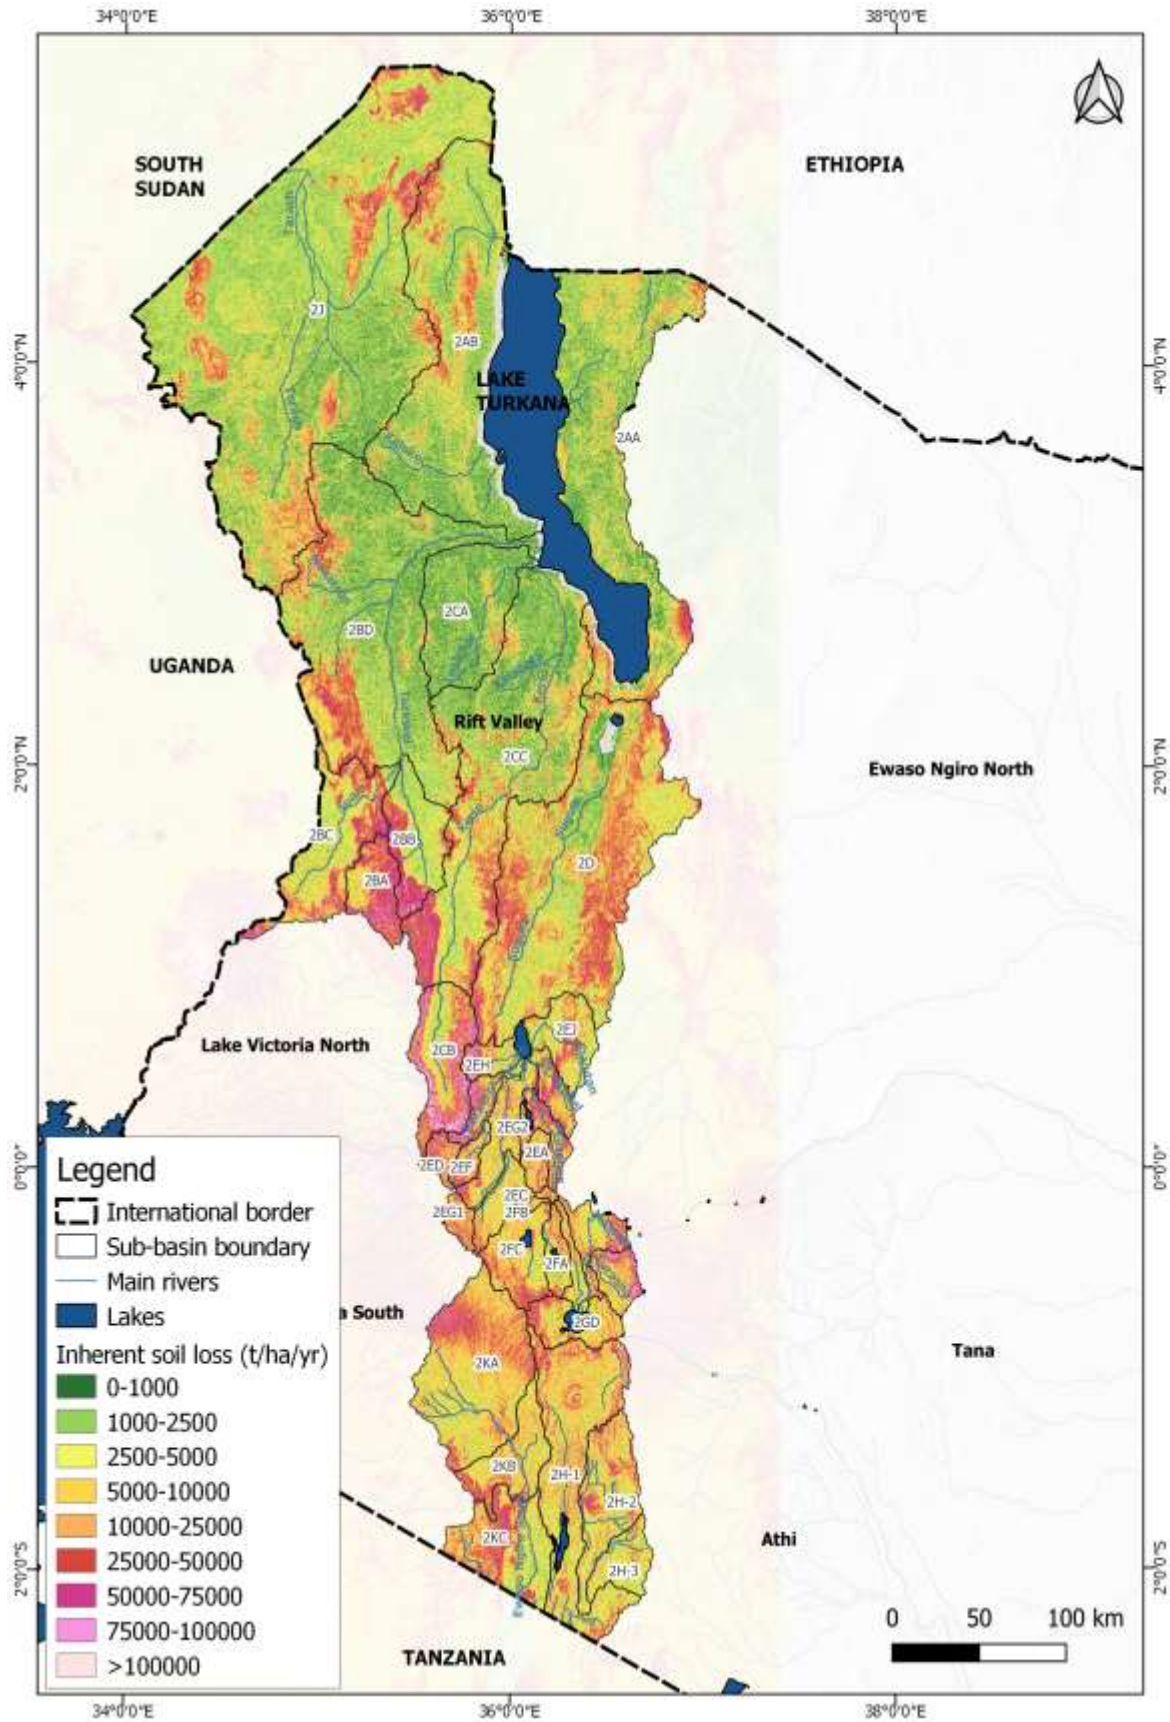 34°0'0"E
36°0'0"E
38°0'0"E
SOUTH
SUDAN
ETHIOPIA
2J
2AB
4°0'0"N
4°0'0"N
LAKE
TURKANA
2AA
2CA
2BD
UGANDA
Rift Valley
2CC
2°0'0"N
2°0'0"N
Ewaso Ngiro North
2BC
2BB
2D
2BA
2EJ
Lake Victoria North
2CB
2EH
2EG2
2EA
2ED
2EF
0°0'0"
0°0'0"
2EC
2EG1
2FB
2FC
2FA
a South
2GD
Tana
2KA
2KB
2H-1
2H-2
2KC
Athi
2H-3
2°0'0"S
2°0'0"S
TANZANIA
Legend
International border
Sub-basin boundary
Main rivers
Lakes
Inherent soil loss (t/ha/yr)
0-1000
1000-2500
2500-5000
5000-10000
10000-25000
25000-50000
50000-75000
75000-100000
>100000
0 50 100 km
34°0'0"E
36°0'0"E
38°0'0"E